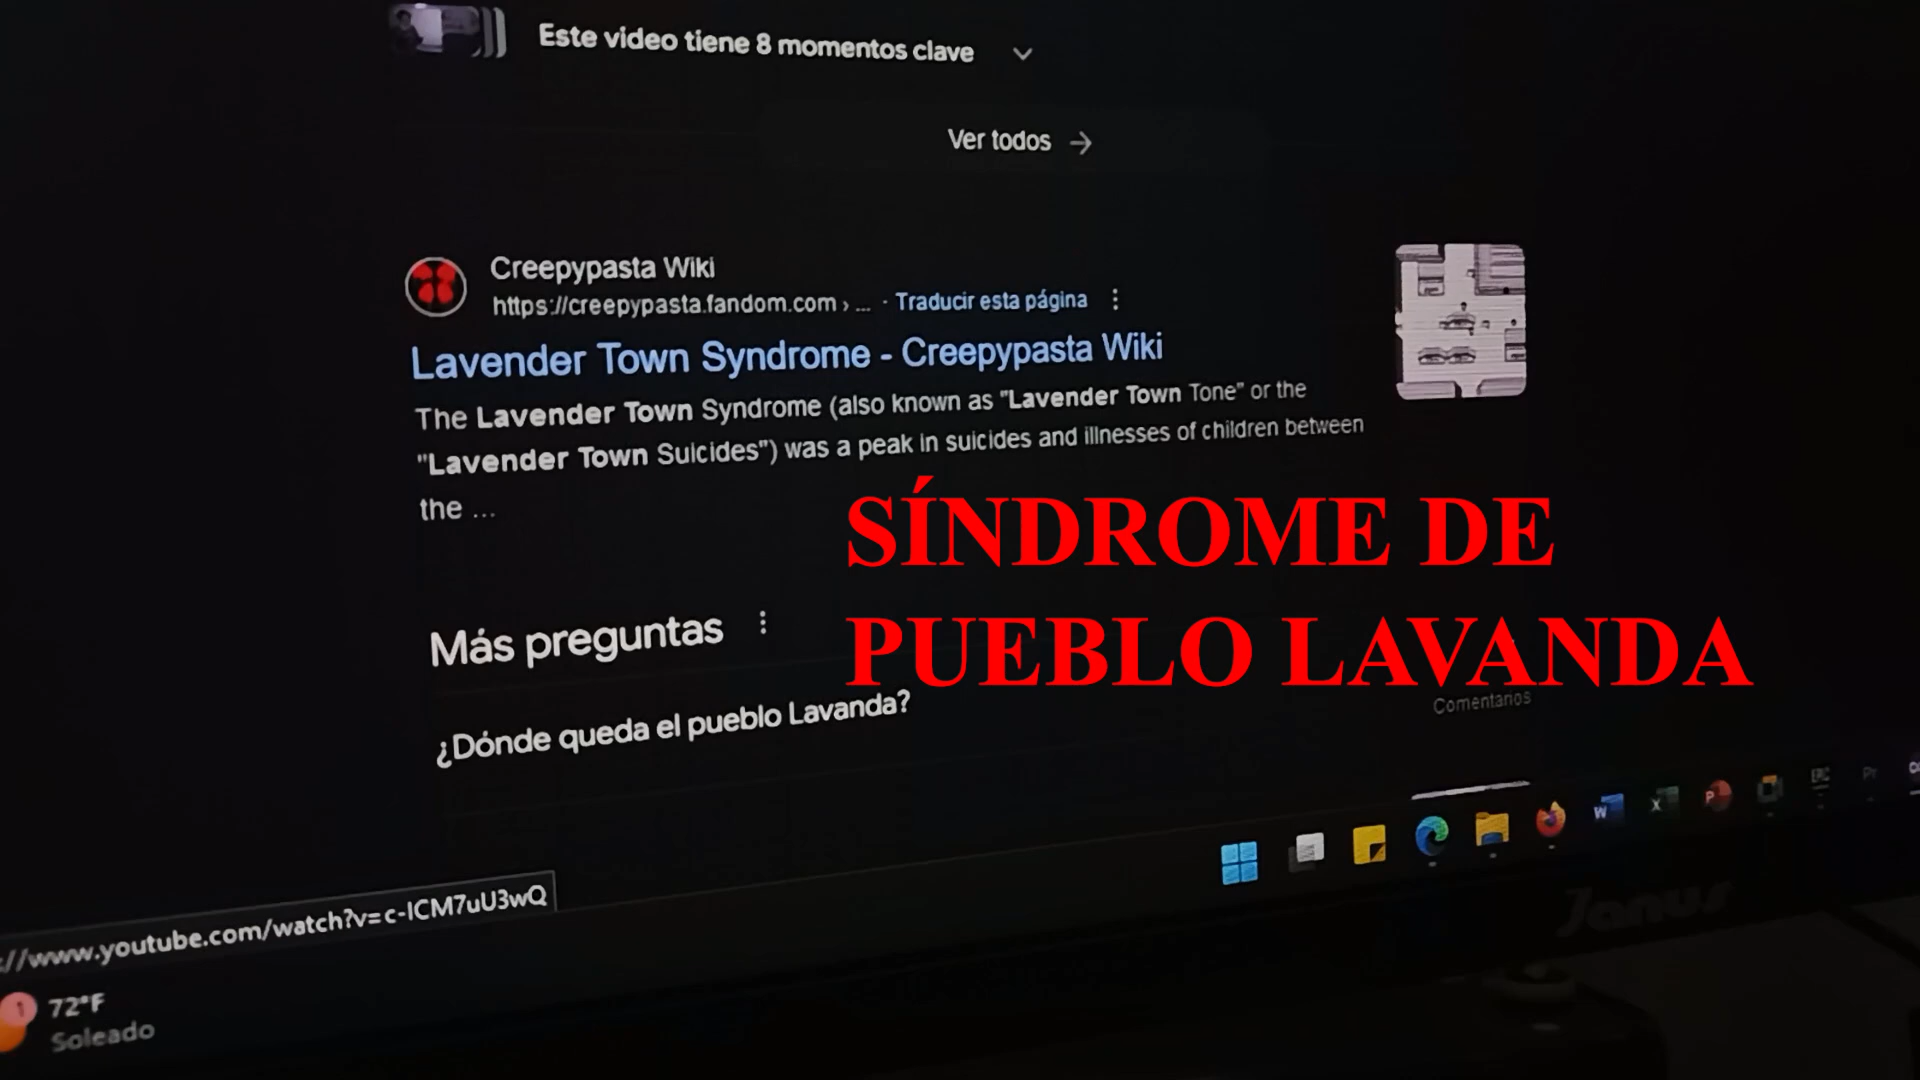 Este video tiene 8 momentos clave
Ver todos
Creepypasta Wiki
https://creepypasta.fandom.com › ... · Traducir esta página
Lavender Town Syndrome - Creepypasta Wiki
The Lavender Town Syndrome (also known as "Lavender Town Tone" or the
"Lavender Town Suicides") was a peak in suicides and illnesses of children between
the ...
SÍNDROME DE
PUEBLO LAVANDA
Más preguntas
¿Dónde queda el pueblo Lavanda?
Comentarios
://www.youtube.com/watch?v=c-ICM7uU3wQ
Janus
1
72°F
Soleado